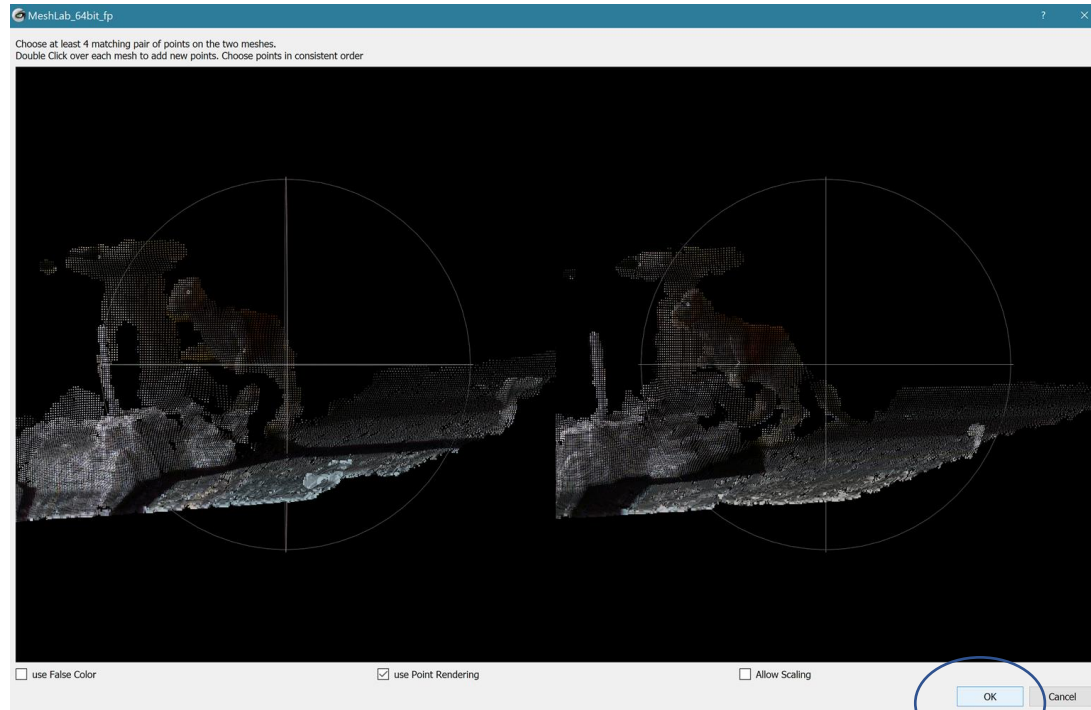 MeshLab_64bit_fp
Choose at least 4 matching pair of points on the two meshes.
Double Click over each mesh to add new points. Choose points in consistent order
use False Color
use Point Rendering
Allow Scaling
OK
Cancel